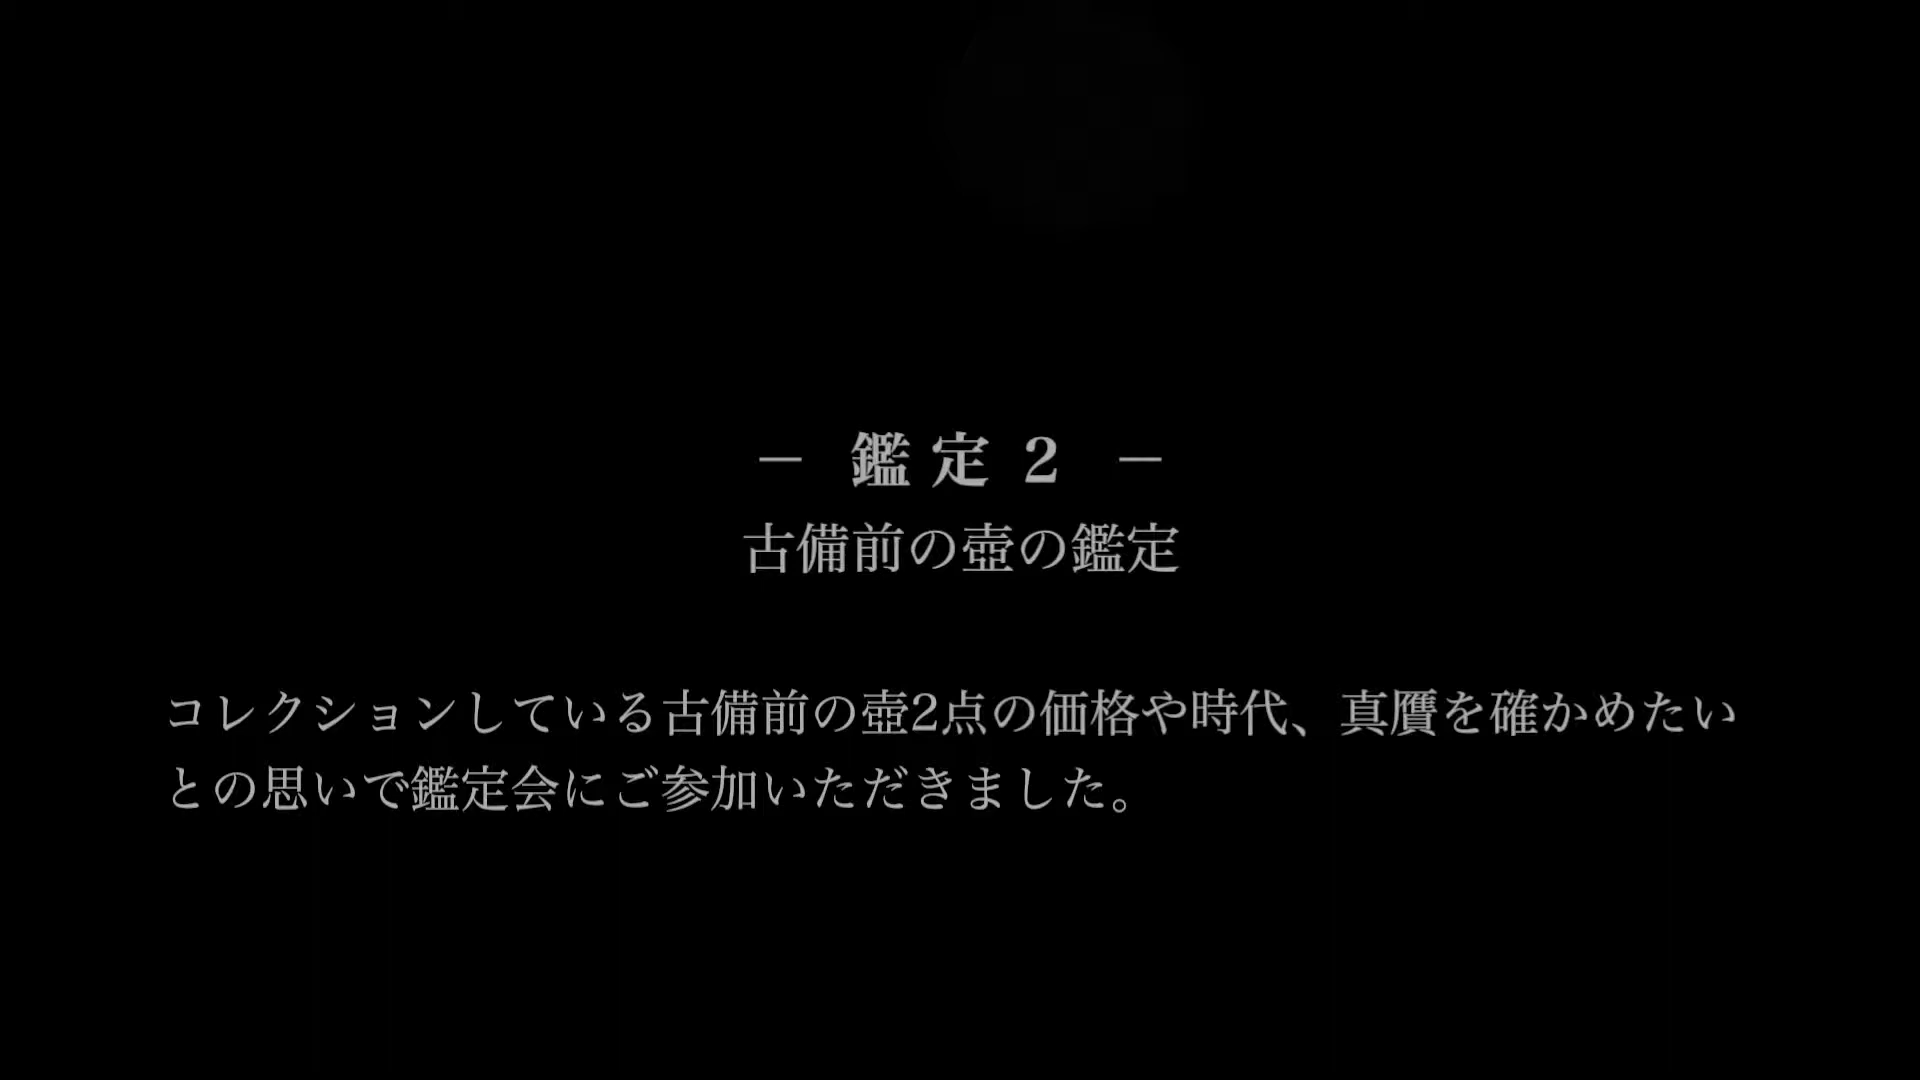 － 鑑定２ －
古備前の壺の鑑定
コレクションしている古備前の壺2点の価格や時代、真贋を確かめたい
との思いで鑑定会にご参加いただきました。